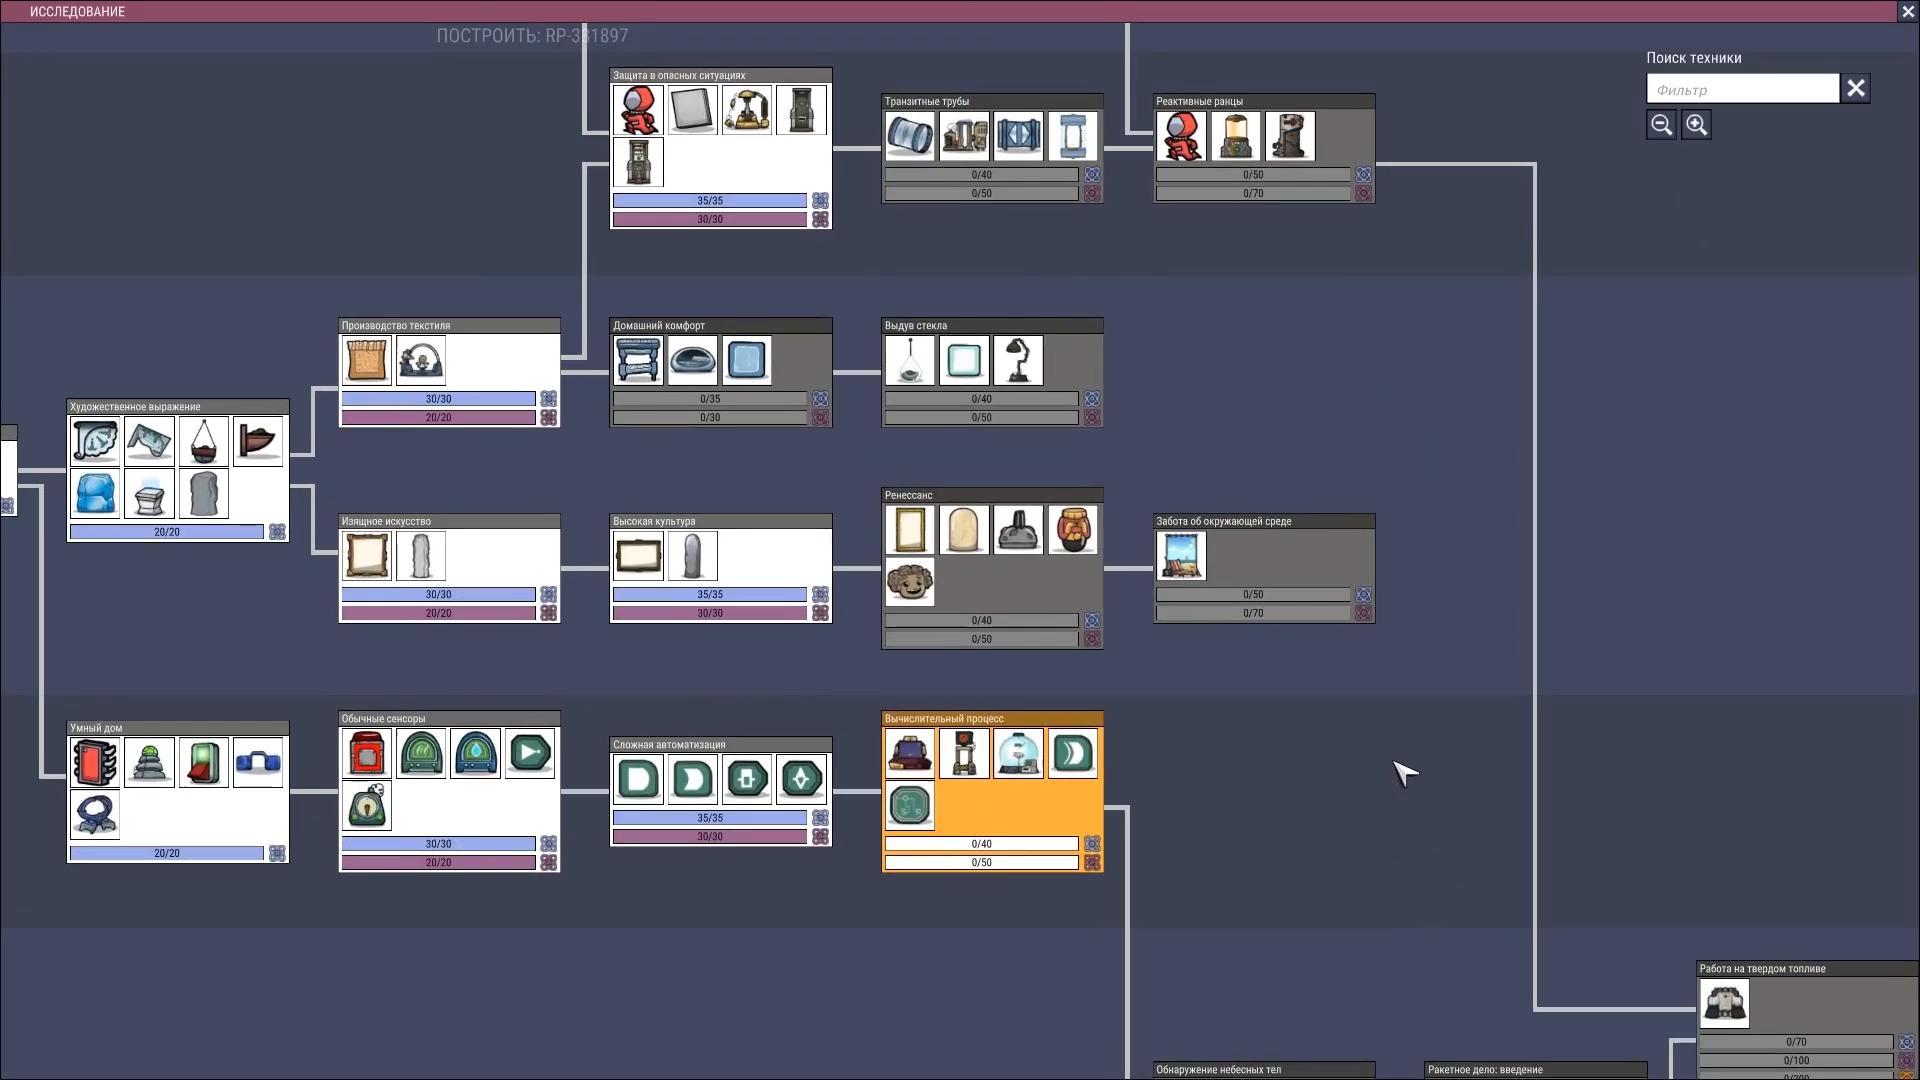 ИССЛЕДОВАНИЕ
ПОСТРОИТЬ: RP-331897
Поиск техники
Фильтр
Защита в опасных ситуациях
35/35
30/30
Транзитные трубы
0/40
0/50
Реактивные ранцы
0/50
0/70
Производство текстиля
30/30
20/20
Домашний комфорт
0/35
0/30
Выдув стекла
0/40
0/50
Художественное выражение
20/20
Изящное искусство
30/30
20/20
Высокая культура
35/35
30/30
Ренессанс
0/40
0/50
Забота об окружающей среде
0/50
0/70
Умный дом
20/20
Обычные сенсоры
30/30
20/20
Сложная автоматизация
35/35
30/30
Вычислительный процесс
0/40
0/50
Работа на твердом топливе
0/70
0/100
0/200
Обнаружение небесных тел
Ракетное дело: введение